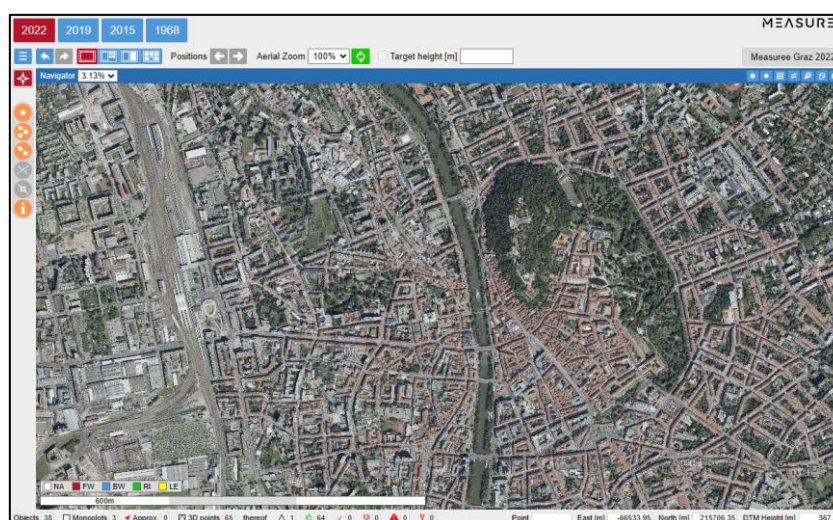 2022 2019 2015 1968
MEASURE
Positions Aerial Zoom 100% Target height [m]
Measuree Graz 2022
Navigator 3.13%
NA FW BW RI LE
600m
Objects 38 Monoplots 3 Approx. 0 3D points 65 thereof 1 64 0 0 0 0 Point East [m] -66533.95 North [m] 215706.35 DTM Height [m] 367